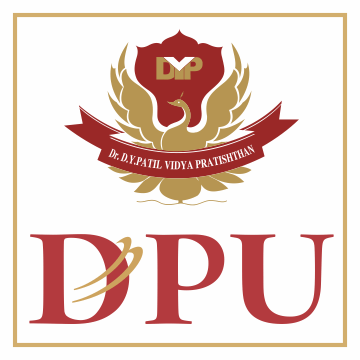 DYP
Dr. D.Y.PATIL VIDYA PRATISHTHAN
DPU